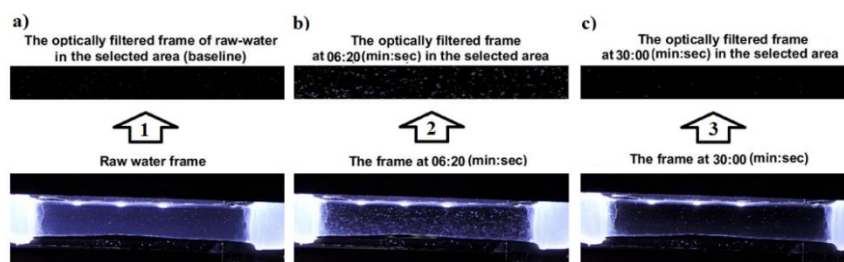 a)
The optically filtered frame of raw-water
in the selected area (baseline)
1
Raw water frame
b)
The optically filtered frame
at 06:20(min:sec) in the selected area
2
The frame at 06:20 (min:sec)
c)
The optically filtered frame
at 30:00(min:sec) in the selected area
3
The frame at 30:00 (min:sec)